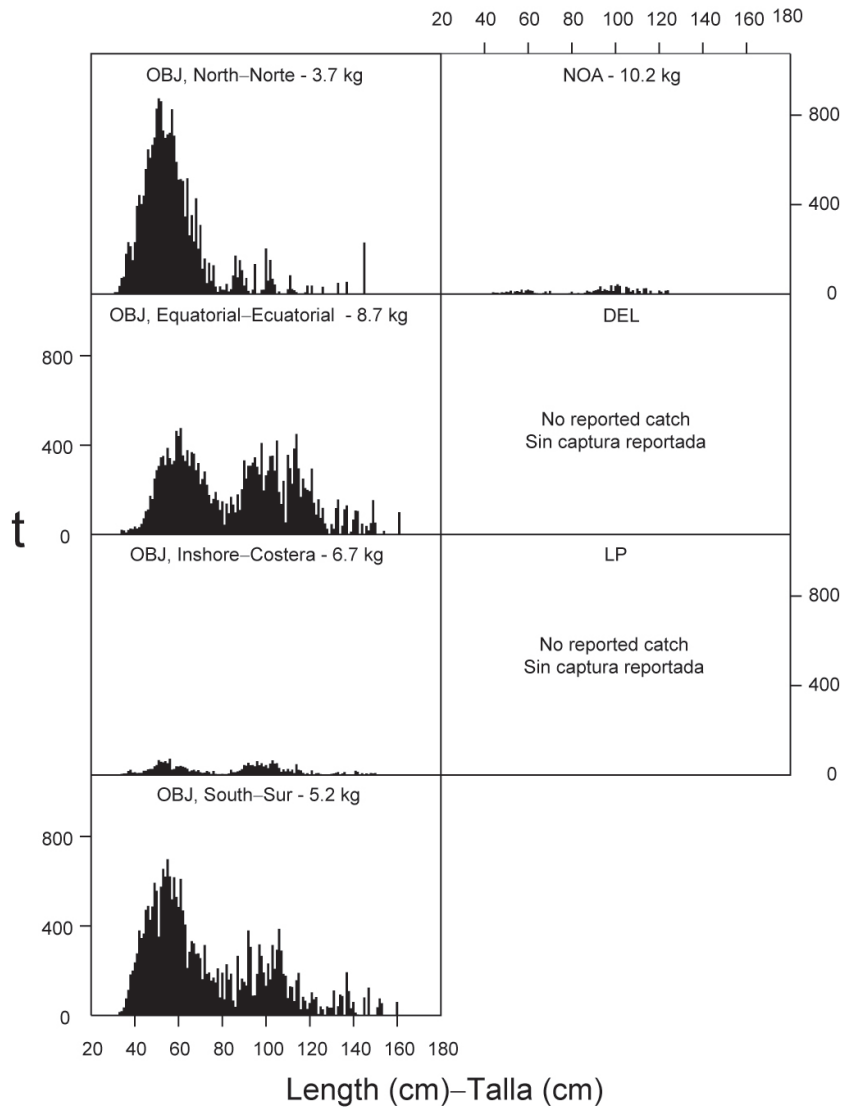 20 40 60 80 100 120 140 160 180
OBJ, North–Norte - 3.7 kg
NOA - 10.2 kg
800
400
0
OBJ, Equatorial–Ecuatorial - 8.7 kg
DEL
800
400
0
No reported catch
Sin captura reportada
t
OBJ, Inshore–Costera - 6.7 kg
LP
No reported catch
Sin captura reportada
800
400
0
OBJ, South–Sur - 5.2 kg
800
400
0
20 40 60 80 100 120 140 160 180
Length (cm)–Talla (cm)